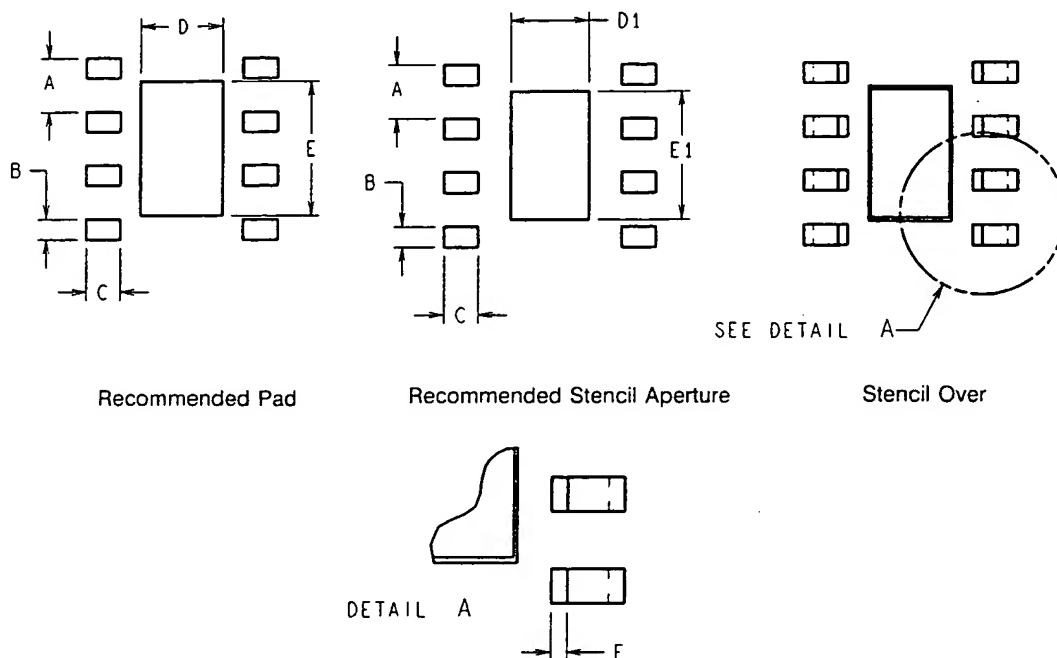 D
A
B
E
C
Recommended Pad
D1
A
B
E1
C
Recommended Stencil Aperture
SEE DETAIL A
Stencil Over
DETAIL A
F